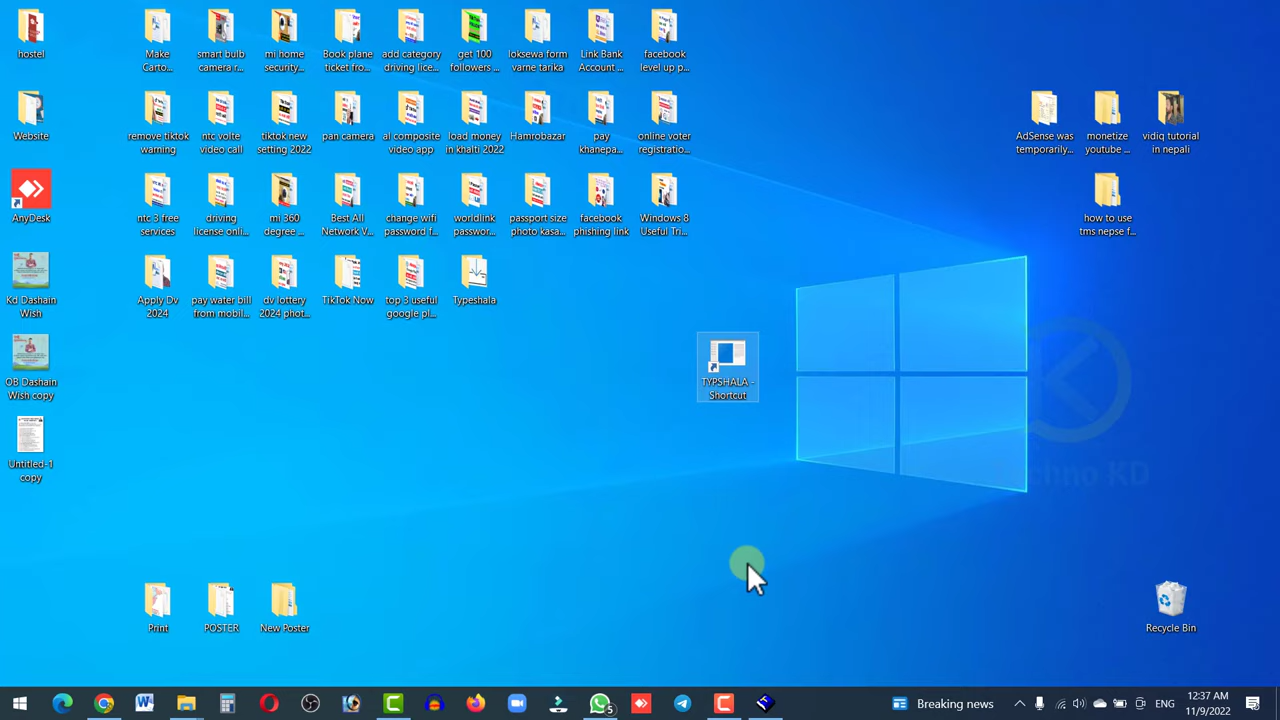 hostel
Make
Carto...
smart bulb
camera r...
mi home
security...
Book plane
ticket fro...
add category
driving lice...
get 100
followers ...
loksewa form
varne tarika
Link Bank
Account ...
facebook
level up p...
Website
remove tiktok
warning
ntc volte
video call
tiktok new
setting 2022
pan camera
al composite
video app
load money
in khalti 2022
Hamrobazar
pay
khanepa...
online voter
registratio...
AdSense was
temporarily...
monetize
youtube ...
vidiq tutorial
in nepali
AnyDesk
ntc 3 free
services
driving
license onli...
mi 360
degree ...
Best All
Network V...
change wifi
password f...
worldlink
passwor...
passport size
photo kasa...
facebook
phishing link
Windows 8
Useful Tri...
how to use
tms nepse f...
Kd Dashain
Wish
Apply Dv
2024
pay water bill
from mobil...
dv lottery
2024 phot...
TikTok Now
top 3 useful
google pl...
Typeshala
OB Dashain
Wish copy
TYPSHALA -
Shortcut
Untitled-1
copy
chno KD
Print
POSTER
New Poster
Recycle Bin
5
Breaking news
ENG
12:37 AM
11/9/2022